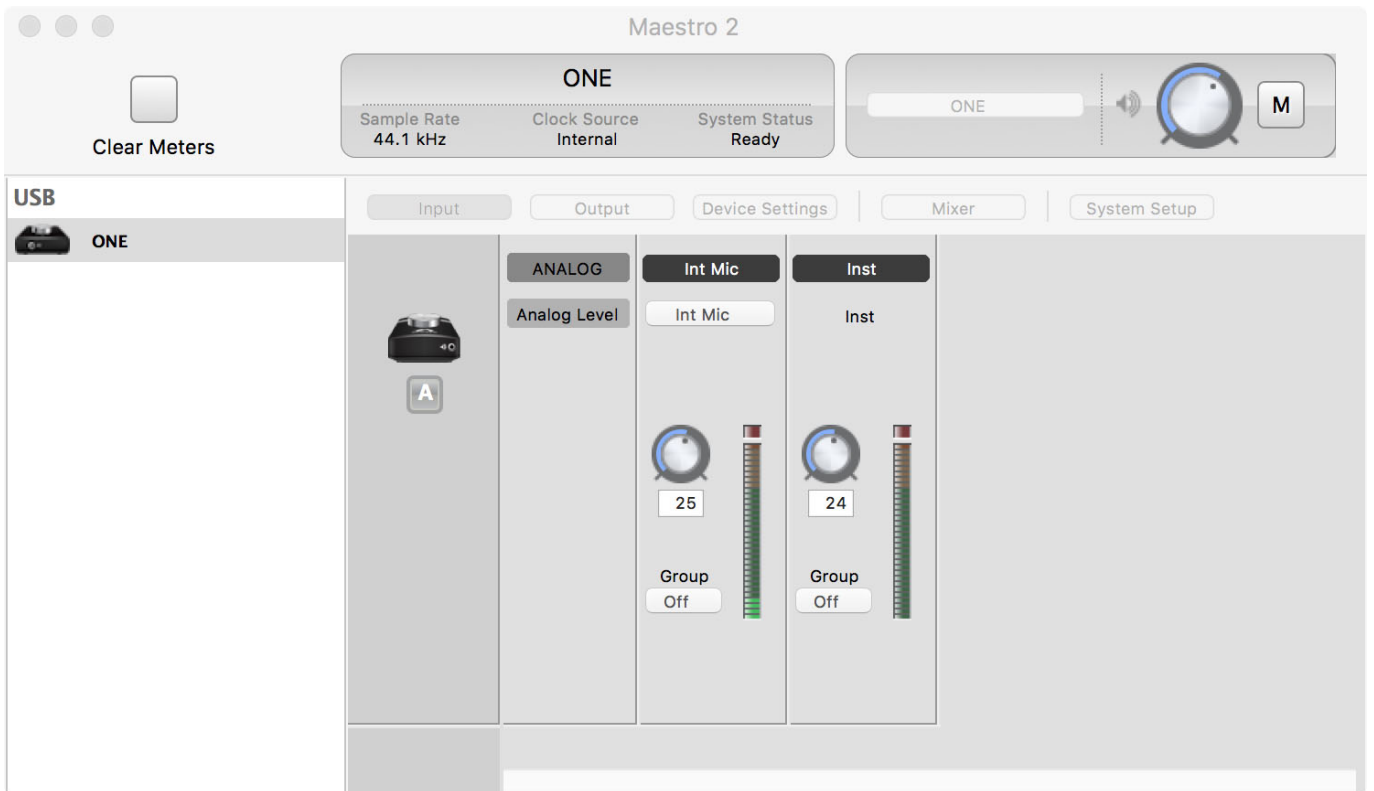 Maestro 2
Clear Meters
ONE
Sample Rate Clock Source System Status
44.1 kHz Internal Ready
ONE
M
USB
ONE
Input Output Device Settings Mixer System Setup
ANALOG Int Mic Inst
Analog Level Int Mic Inst
A
25 24
Group Group
Off Off